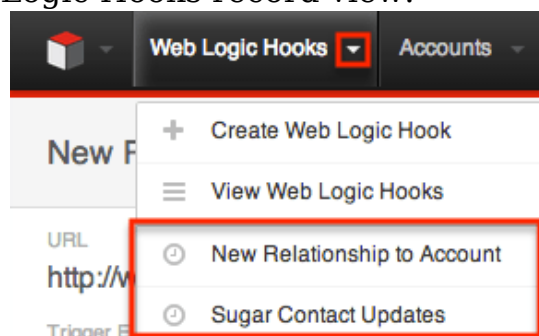 Logic Hooks record view.
Web Logic Hooks
Accounts
Create Web Logic Hook
New
View Web Logic Hooks
URL
New Relationship to Account
http://w
Sugar Contact Updates
Trigger